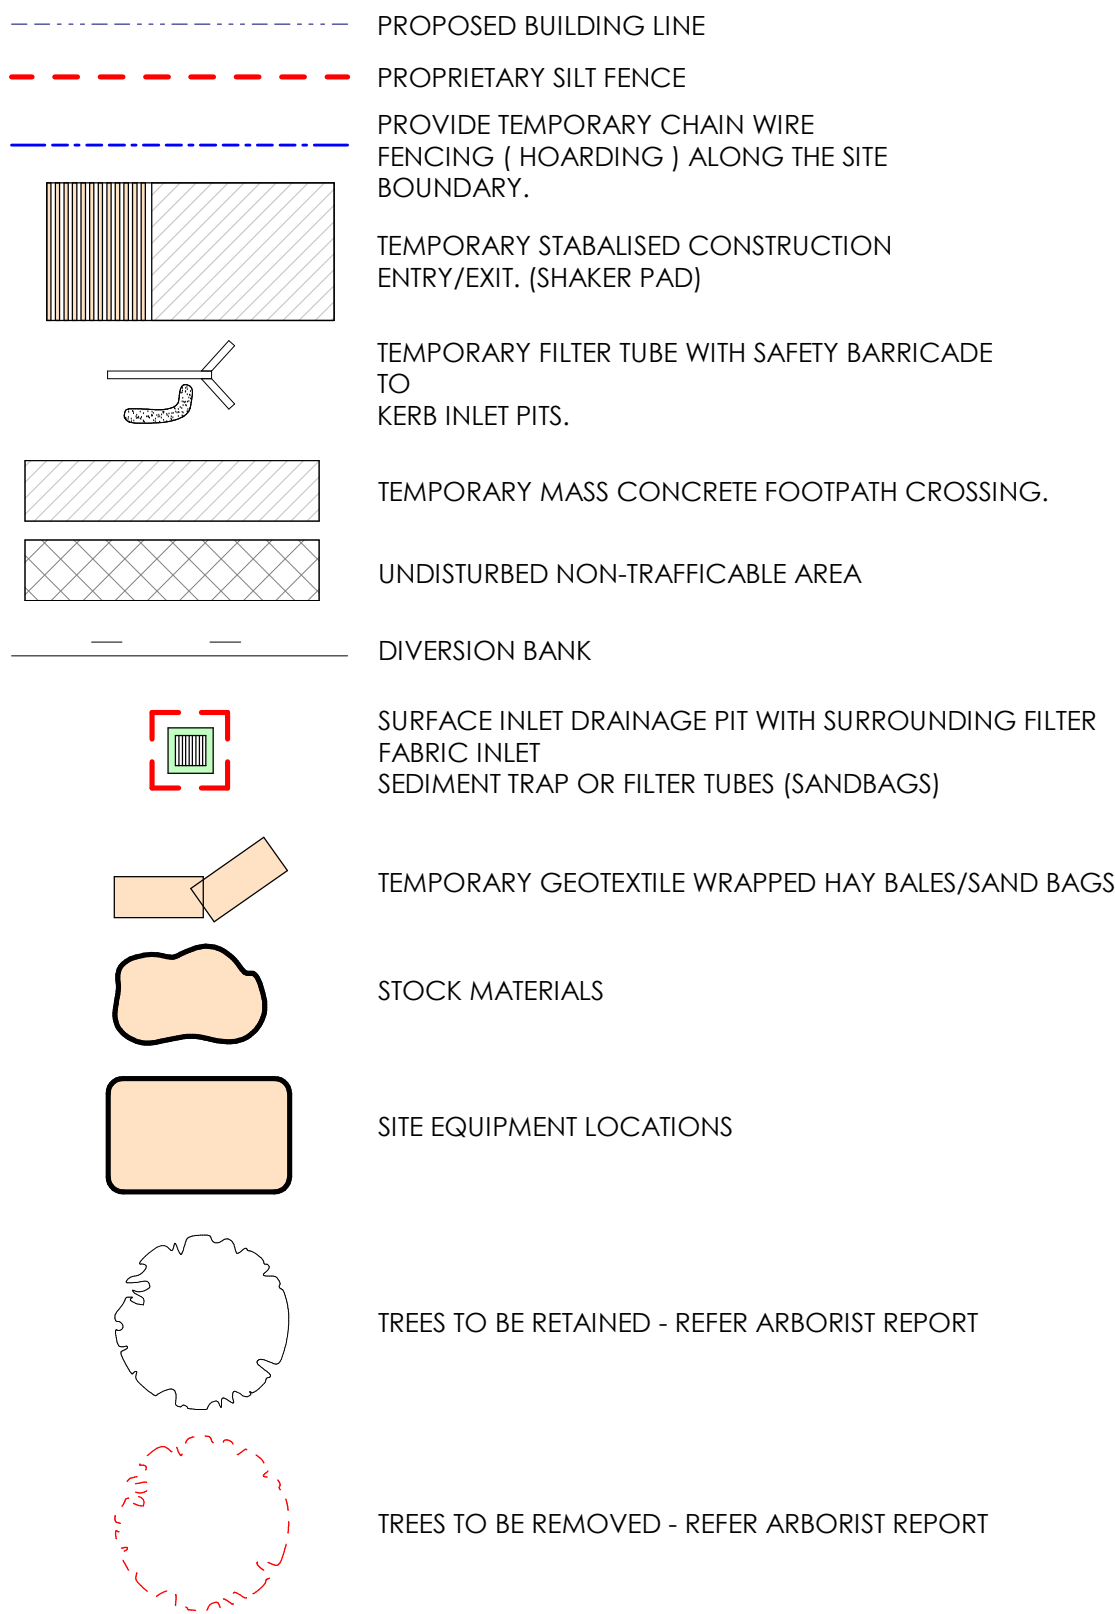 PROPOSED BUILDING LINE
PROPRIETARY SILT FENCE
PROVIDE TEMPORARY CHAIN WIRE
FENCING ( HOARDING ) ALONG THE SITE
BOUNDARY.
TEMPORARY STABALISED CONSTRUCTION
ENTRY/EXIT. (SHAKER PAD)
TEMPORARY FILTER TUBE WITH SAFETY BARRICADE
TO
KERB INLET PITS.
TEMPORARY MASS CONCRETE FOOTPATH CROSSING.
UNDISTURBED NON-TRAFFICABLE AREA
DIVERSION BANK
SURFACE INLET DRAINAGE PIT WITH SURROUNDING FILTER
FABRIC INLET
SEDIMENT TRAP OR FILTER TUBES (SANDBAGS)
TEMPORARY GEOTEXTILE WRAPPED HAY BALES/SAND BAGS
STOCK MATERIALS
SITE EQUIPMENT LOCATIONS
TREES TO BE RETAINED - REFER ARBORIST REPORT
TREES TO BE REMOVED - REFER ARBORIST REPORT